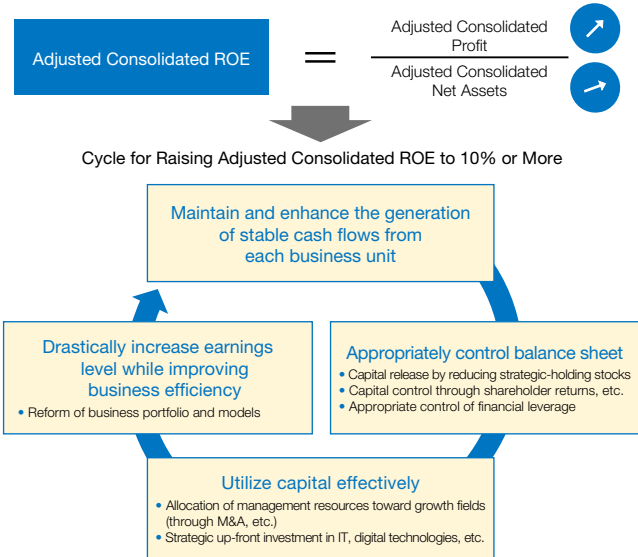 Adjusted Consolidated ROE
=
Adjusted Consolidated
Profit
Adjusted Consolidated
Net Assets
Cycle for Raising Adjusted Consolidated ROE to 10% or More
Maintain and enhance the generation
of stable cash flows from
each business unit
Drastically increase earnings
level while improving
business efficiency
• Reform of business portfolio and models
Appropriately control balance sheet
• Capital release by reducing strategic-holding stocks
• Capital control through shareholder returns, etc.
• Appropriate control of financial leverage
Utilize capital effectively
• Allocation of management resources toward growth fields
(through M&A, etc.)
• Strategic up-front investment in IT, digital technologies, etc.